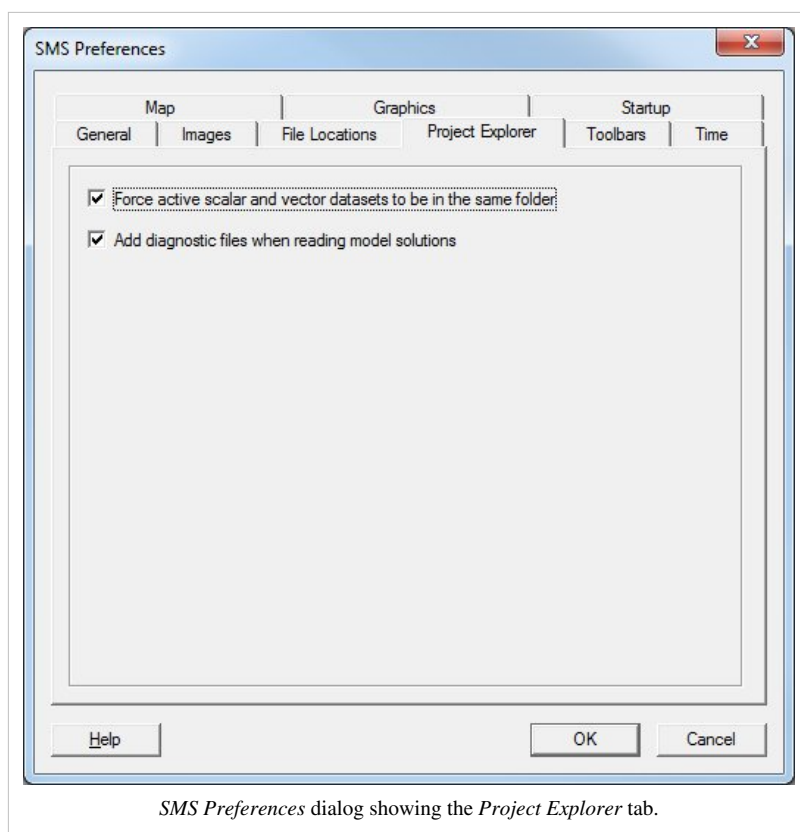 SMS Preferences
x
Map Graphics Startup
General Images File Locations Project Explorer Toolbars Time
Force active scalar and vector datasets to be in the same folder
Add diagnostic files when reading model solutions
Help OK Cancel
SMS Preferences dialog showing the Project Explorer tab.